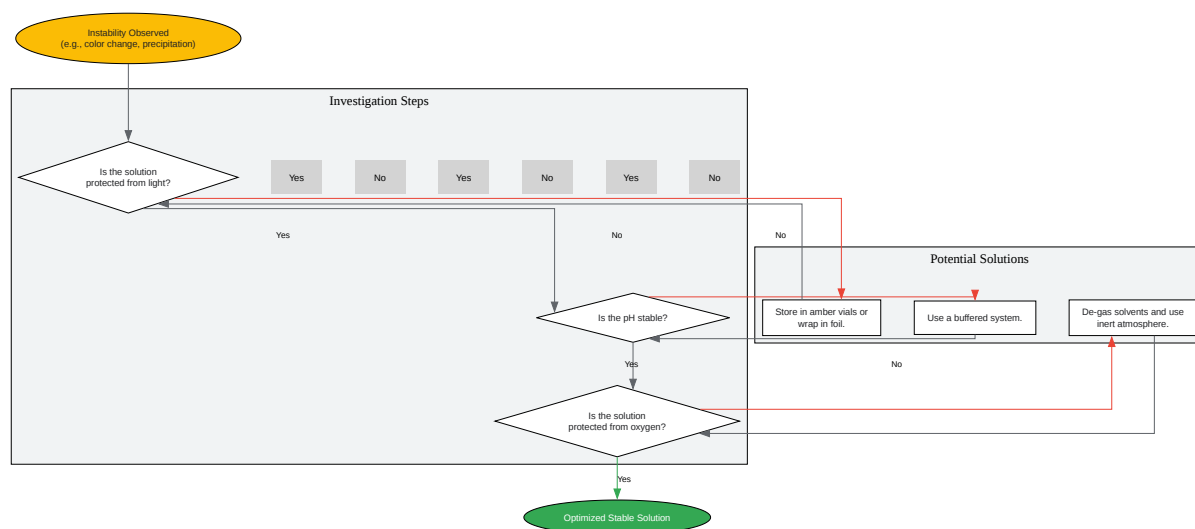 Instability Observed
(e.g., color change, precipitation)
Investigation Steps
Is the solution
protected from light?
Yes
No
Yes
No
Yes
No
Yes
No
No
Potential Solutions
Is the pH stable?
Store in amber vials or
wrap in foil.
Use a buffered system.
De-gas solvents and use
inert atmosphere.
Yes
No
Is the solution
protected from oxygen?
Yes
Optimized Stable Solution